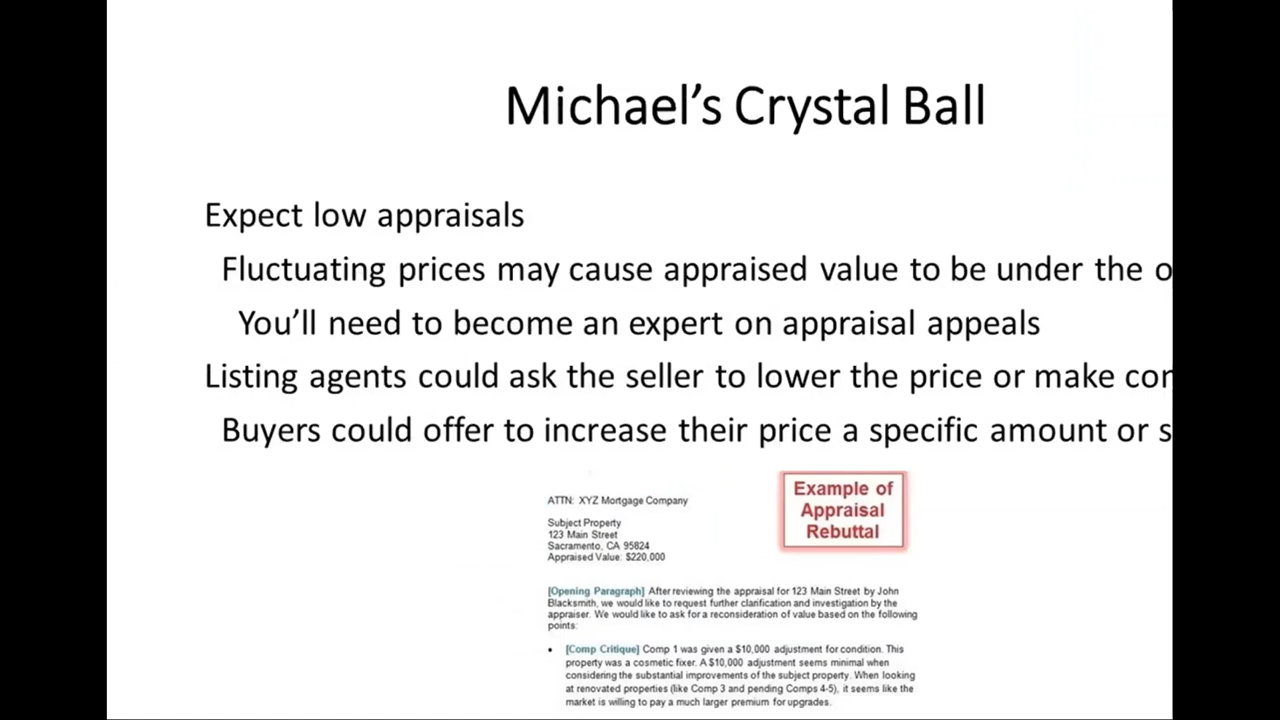 Michael’s Crystal Ball
Expect low appraisals
Fluctuating prices may cause appraised value to be under the
You’ll need to become an expert on appraisal appeals
Listing agents could ask the seller to lower the price or make
Buyers could offer to increase their price a specific amount or
Example of
Appraisal
Rebuttal
ATTN: XYZ Mortgage Company
Subject Property
123 Main Street
Sacramento, CA 95824
Appraised Value: $220,000
[Opening Paragraph] After reviewing the appraisal for 123 Main Street by John
Blacksmith, we would like to request further clarification and investigation by the
appraiser. We would like to ask for a reconsideration of value based on the following
points:
• [Comp Critique] Comp 1 was given a $10,000 adjustment for condition. This
property was a cosmetic fixer. A $10,000 adjustment seems minimal when
considering the substantial improvements of the subject property. When looking
at renovated properties (like Comp 3 and pending Comps 4-5), it seems like the
market is willing to pay a much larger premium for upgrades.